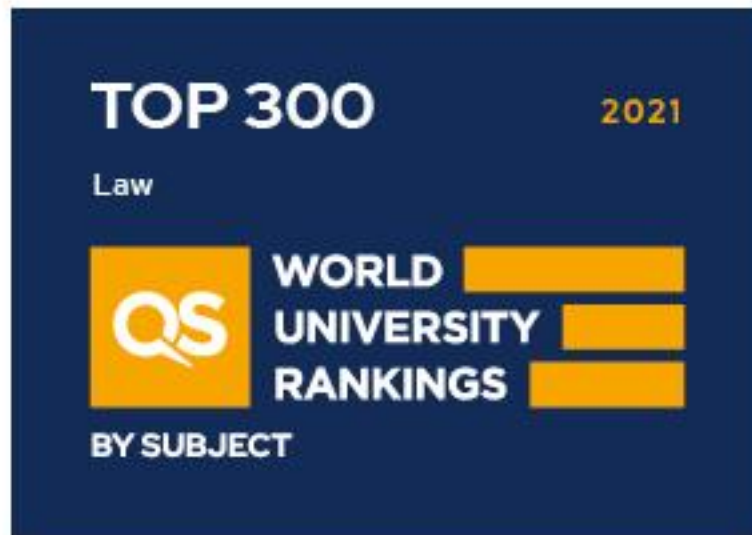 TOP 300
2021
Law
QS
WORLD
UNIVERSITY
RANKINGS
BY SUBJECT